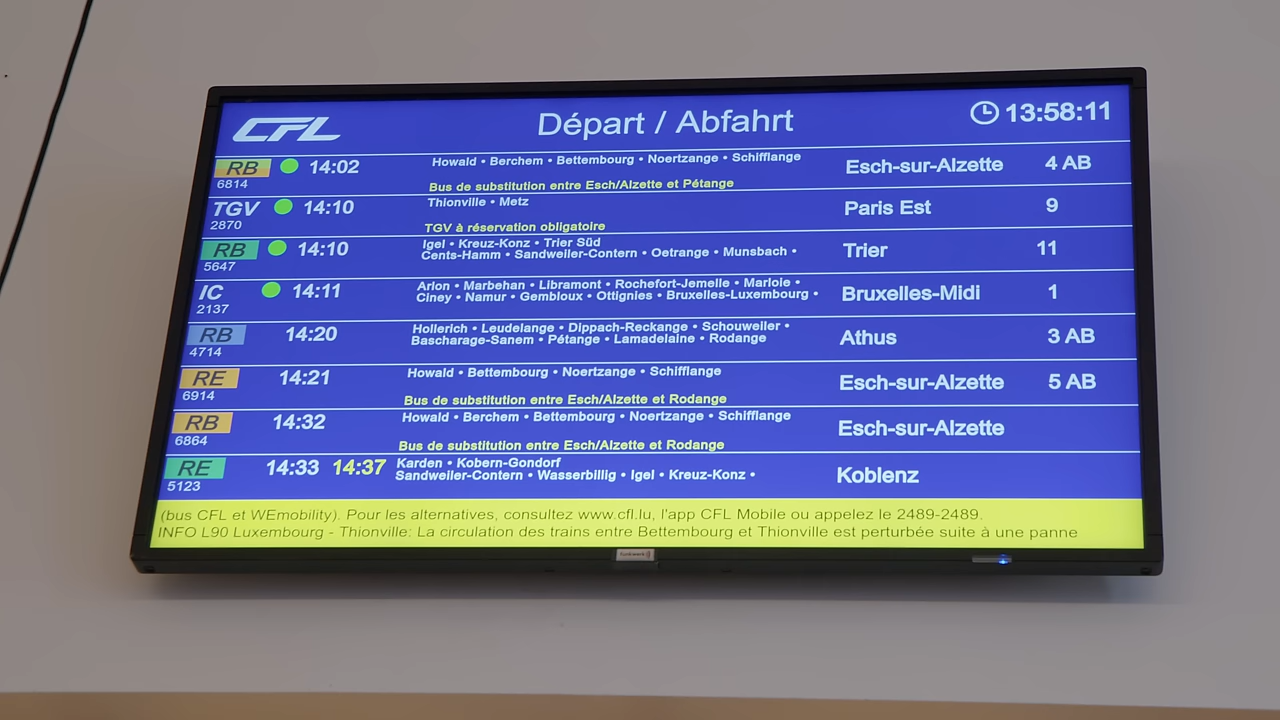 CFL Départ / Abfahrt 13:58:11
RB 14:02 Howald • Berchem • Bettembourg • Noertzange • Schifflange Esch-sur-Alzette 4 AB
6814 Bus de substitution entre Esch/Alzette et Pétange
TGV 14:10 Thionville • Metz Paris Est 9
2870 TGV à réservation obligatoire
RB 14:10 Igel • Kreuz-Konz • Trier Süd Trier 11
5647 Cents-Hamm • Sandweiler-Contern • Oetrange • Munsbach •
IC 14:11 Arlon • Marbehan • Libramont • Rochefort-Jemelle • Marloie • Bruxelles-Midi 1
2137 Ciney • Namur • Gembloux • Ottignies • Bruxelles-Luxembourg •
RB 14:20 Hollerich • Leudelange • Dippach-Reckange • Schouweiler • Athus 3 AB
4714 Bascharage-Sanem • Pétange • Lamadelaine • Rodange
RE 14:21 Howald • Bettembourg • Noertzange • Schifflange Esch-sur-Alzette 5 AB
6914 Bus de substitution entre Esch/Alzette et Rodange
RB 14:32 Howald • Berchem • Bettembourg • Noertzange • Schifflange Esch-sur-Alzette
6864 Bus de substitution entre Esch/Alzette et Rodange
RE 14:33 14:37 Karden • Kobern-Gondorf Koblenz
5123 Sandweiler-Contern • Wasserbillig • Igel • Kreuz-Konz •
(bus CFL et WEmobility). Pour les alternatives, consultez www.cfl.lu, l'app CFL Mobile ou appelez le 2489-2489.
INFO L90 Luxembourg - Thionville: La circulation des trains entre Bettembourg et Thionville est perturbée suite à une panne